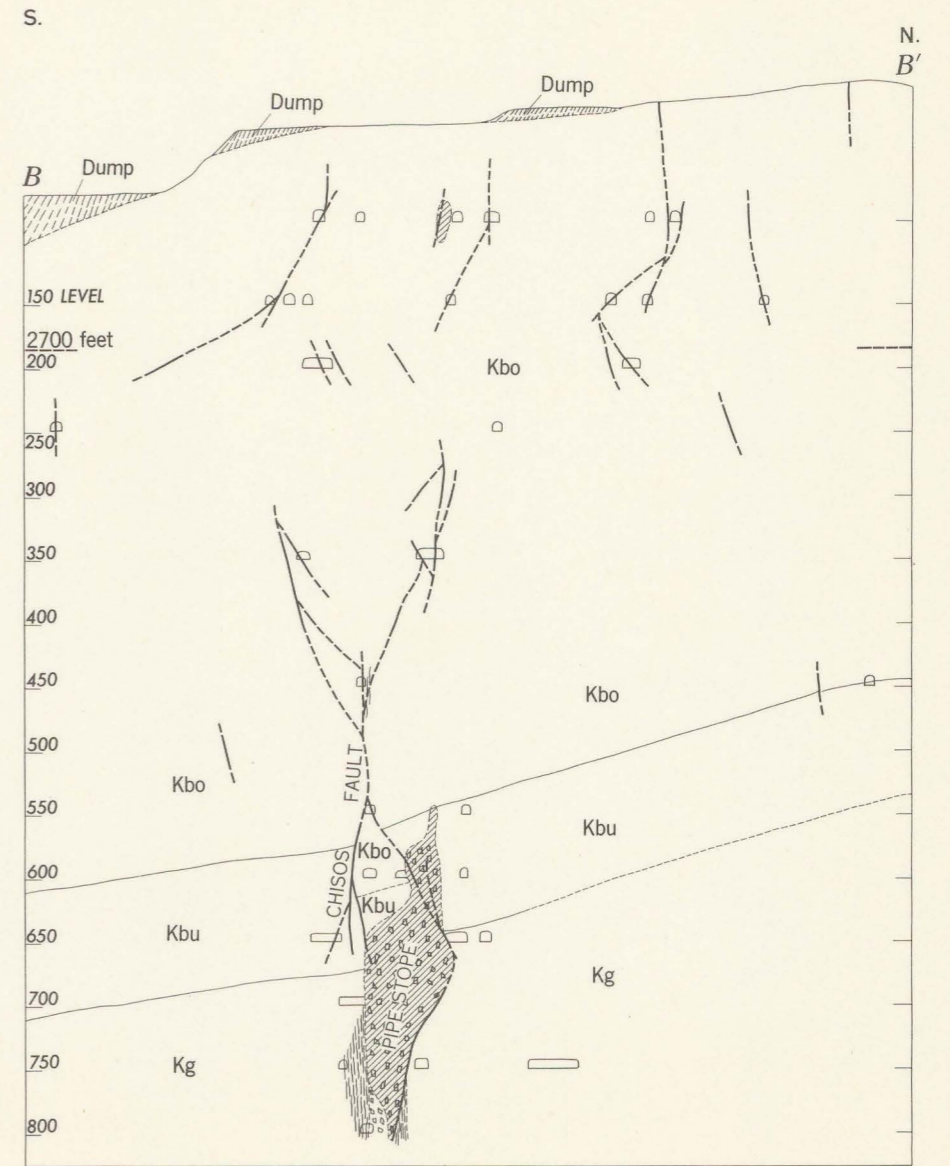 S.
N.
B′
Dump
Dump
Dump
B
150 LEVEL
2700 feet
200
Kbo
250
300
350
400
450
Kbo
500
FAULT
Kbo
550
Kbu
Kbo
600
CHISOS
Kbu
Kbu
650
PIPE STOPE
Kg
700
750
Kg
800